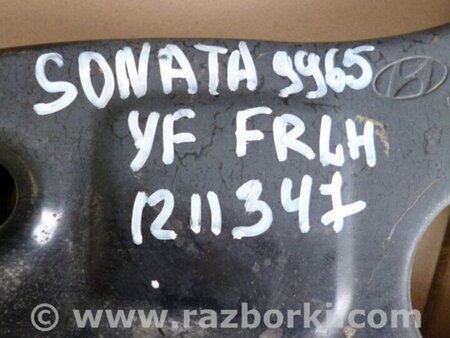 SONATA 9965
YF FRLH
1211347
© www.razborki.com